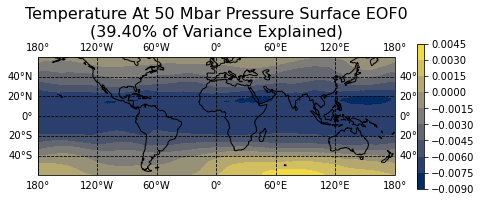 Temperature At 50 Mbar Pressure Surface EOF0
(39.40% of Variance Explained)
180° 120°W 60°W 0° 60°E 120°E 180°
40°N 40°N
20°N 20°N
0° 0°
20°S 20°S
40°S 40°S
180° 120°W 60°W 0° 60°E 120°E 180°
0.0045
0.0030
0.0015
0.0000
−0.0015
−0.0030
−0.0045
−0.0060
−0.0075
−0.0090